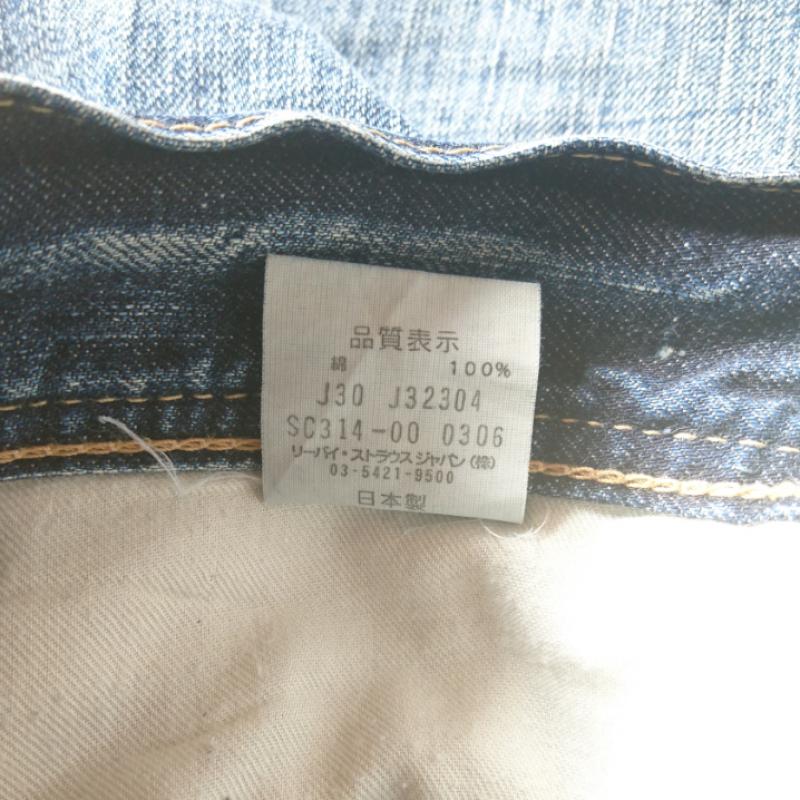 品質表示
綿 100%
J30 J32304
SC314-00 0306
リーバイ・ストラウス ジャパン(株)
03-5421-9500
日本製